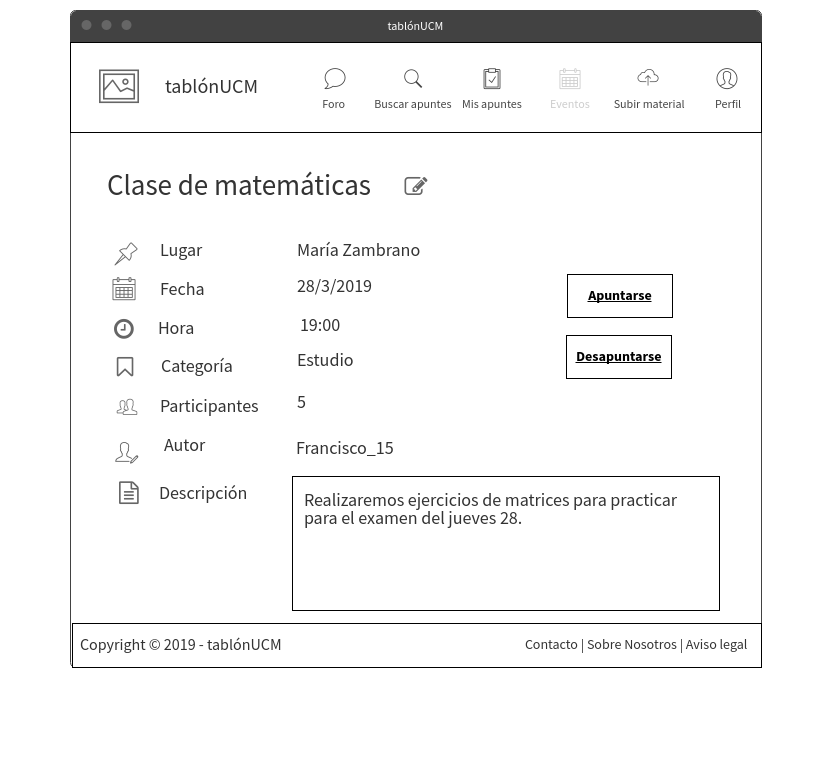 tablónUCM
tablónUCM
Foro
Buscar apuntes
Mis apuntes
Eventos
Subir material
Perfil
Clase de matemáticas
Lugar
María Zambrano
Fecha
28/3/2019
Apuntarse
Hora
19:00
Desapuntarse
Categoría
Estudio
Participantes
5
Autor
Francisco_15
Descripción
Realizaremos ejercicios de matrices para practicar
para el examen del jueves 28.
Copyright © 2019 - tablónUCM
Contacto | Sobre Nosotros | Aviso legal